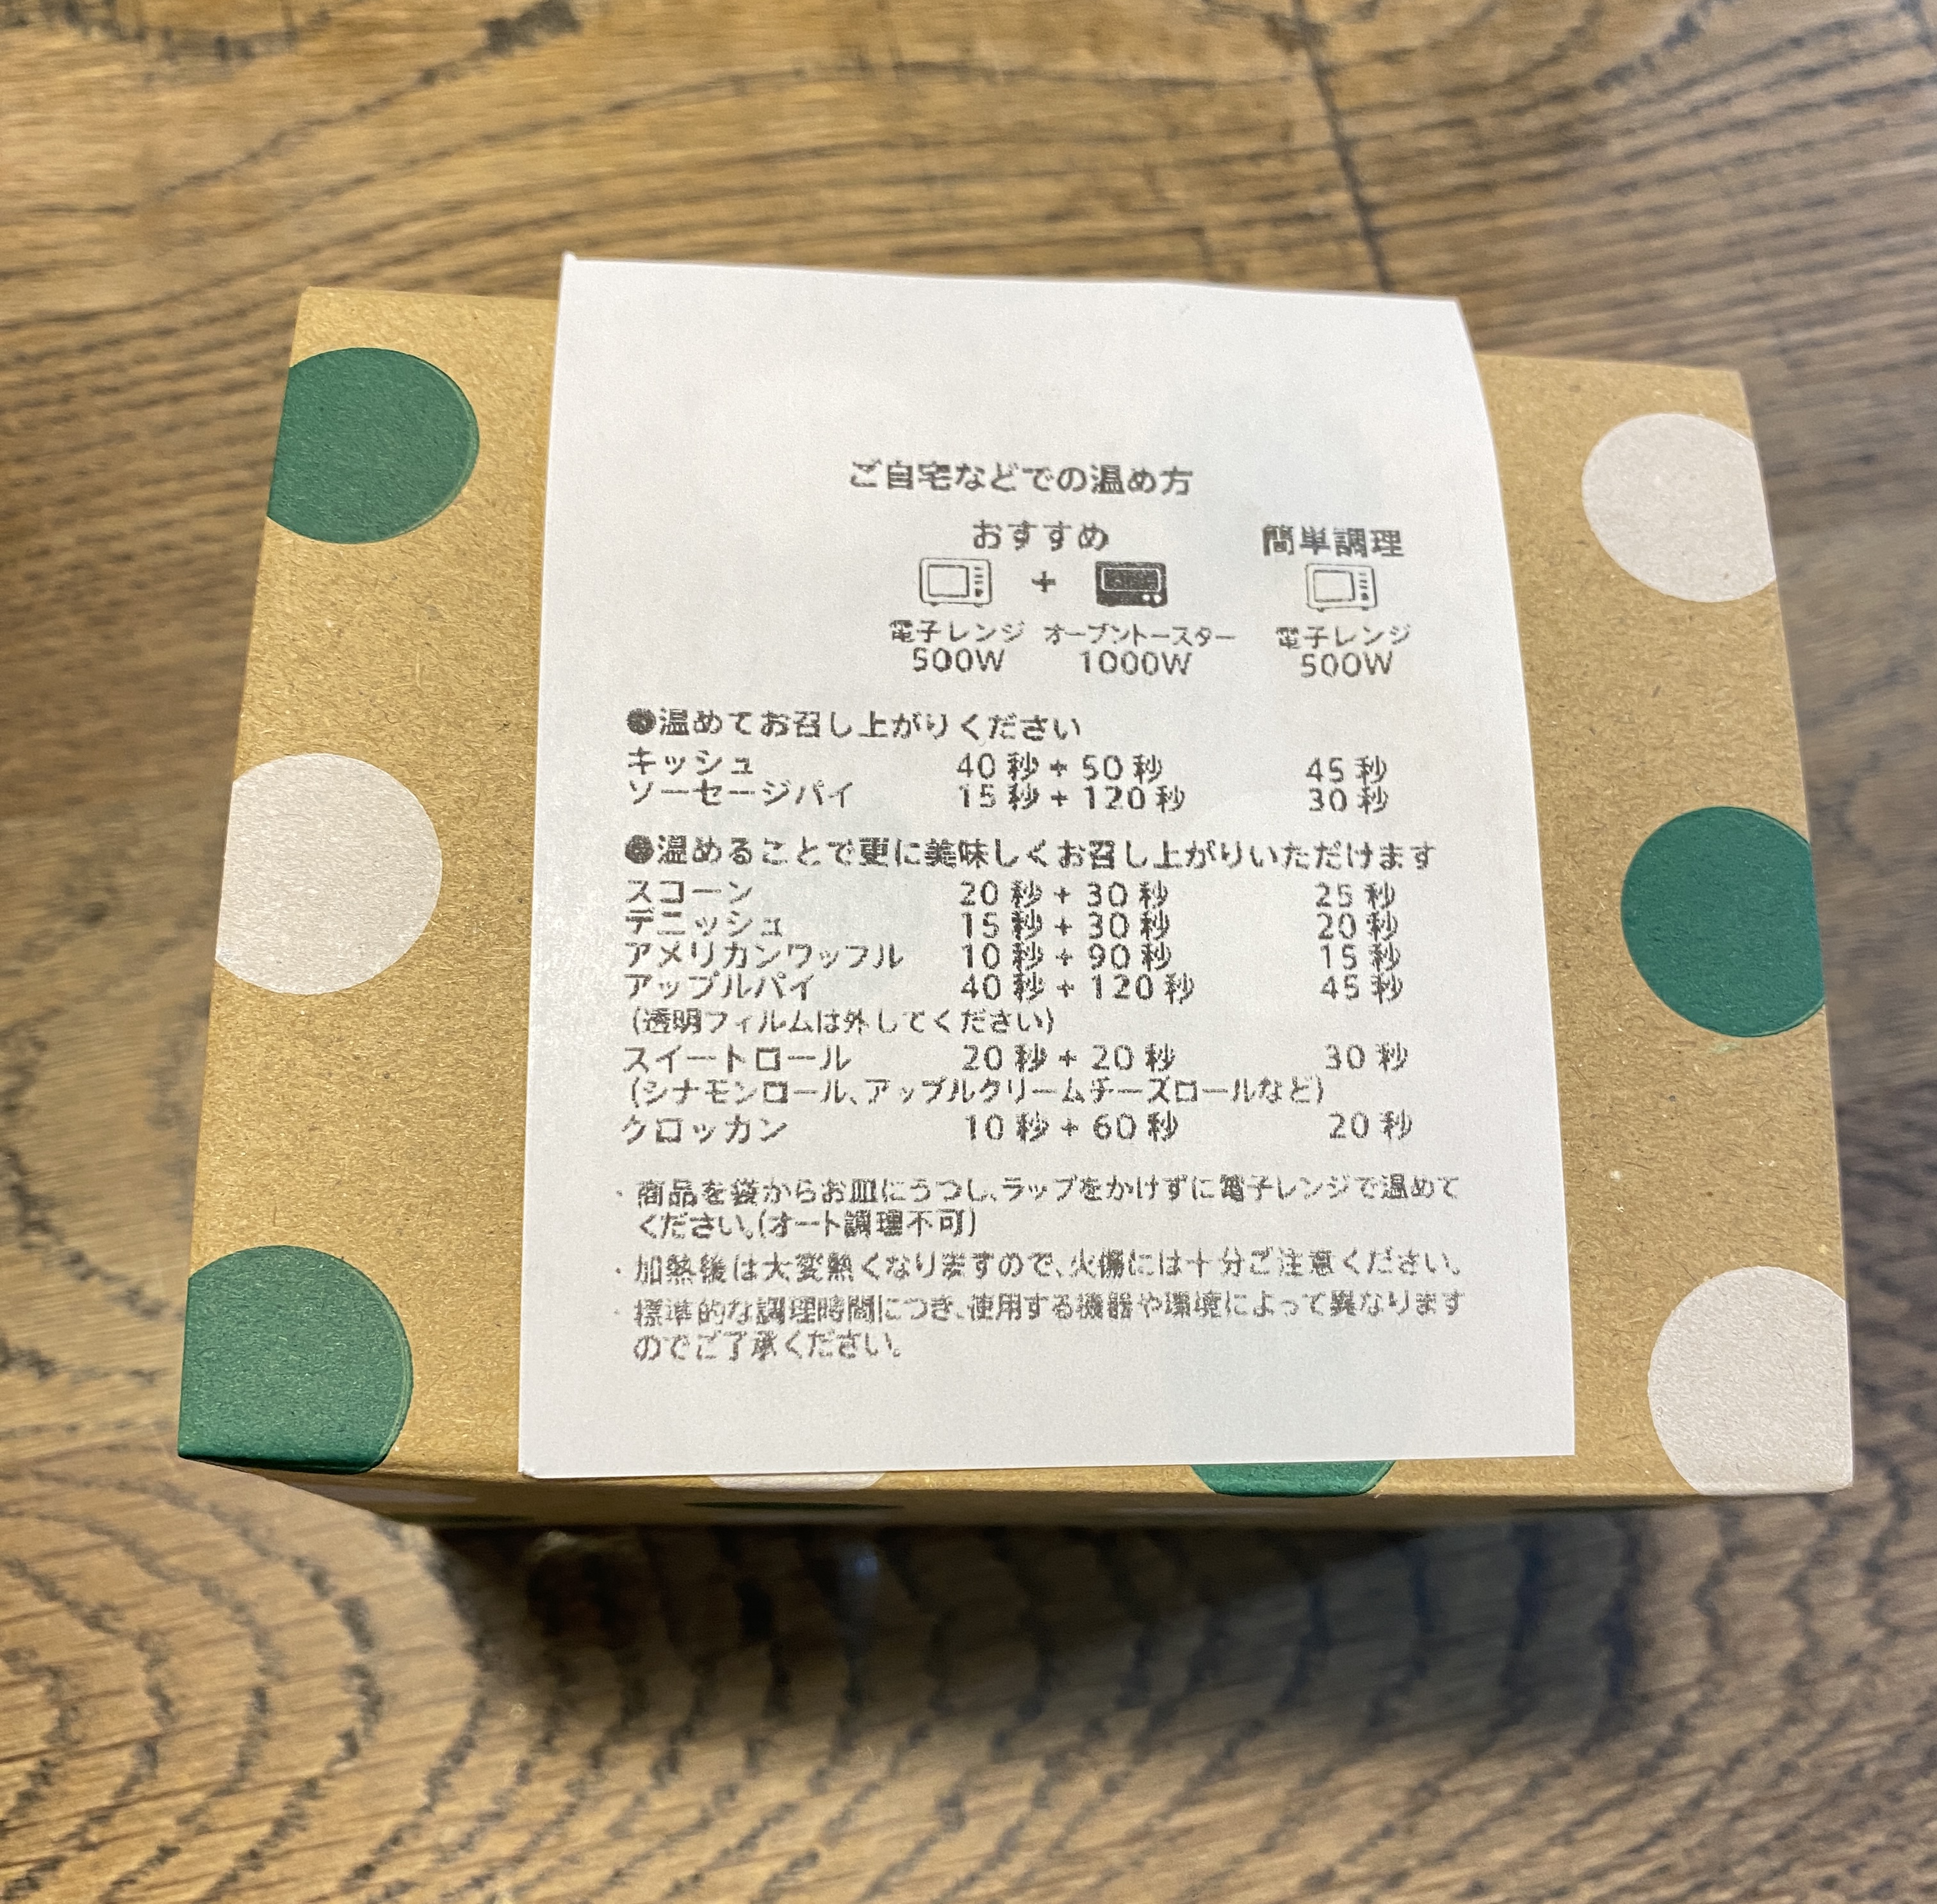 ご自宅などでの温め方
おすすめ 簡単調理
+
電子レンジ オーブントースター 電子レンジ
500W 1000W 500W
●温めてお召し上がりください
キッシュ 40秒 + 50秒 45秒
ソーセージパイ 15秒 + 120秒 30秒
●温めることで更に美味しくお召し上がりいただけます
スコーン 20秒 + 30秒 25秒
デニッシュ 15秒 + 30秒 20秒
アメリカンワッフル 10秒 + 90秒 15秒
アップルパイ 40秒 + 120秒 45秒
(透明フィルムは外してください)
スイートロール 20秒 + 20秒 30秒
(シナモンロール、アップルクリームチーズロールなど)
クロッカン 10秒 + 60秒 20秒
・商品を袋からお皿にうつし、ラップをかけずに電子レンジで温めて
ください。(オート調理不可)
・加熱後は大変熱くなりますので、火傷には十分ご注意ください。
・標準的な調理時間につき、使用する機器や環境によって異なります
のでご了承ください。